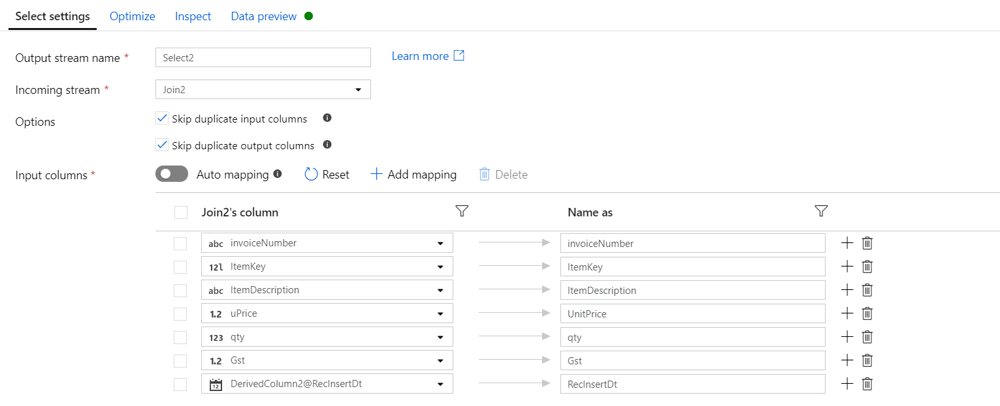 Select settings Optimize Inspect Data preview
Output stream name * Select2 Learn more
Incoming stream * Join2
Options Skip duplicate input columns
Skip duplicate output columns
Input columns * Auto mapping Reset Add mapping Delete
Join2's column Name as
abc invoiceNumber invoiceNumber
12l ItemKey ItemKey
abc ItemDescription ItemDescription
1.2 uPrice UnitPrice
123 qty qty
1.2 Gst Gst
12 DerivedColumn2@RecInsertDt RecInsertDt